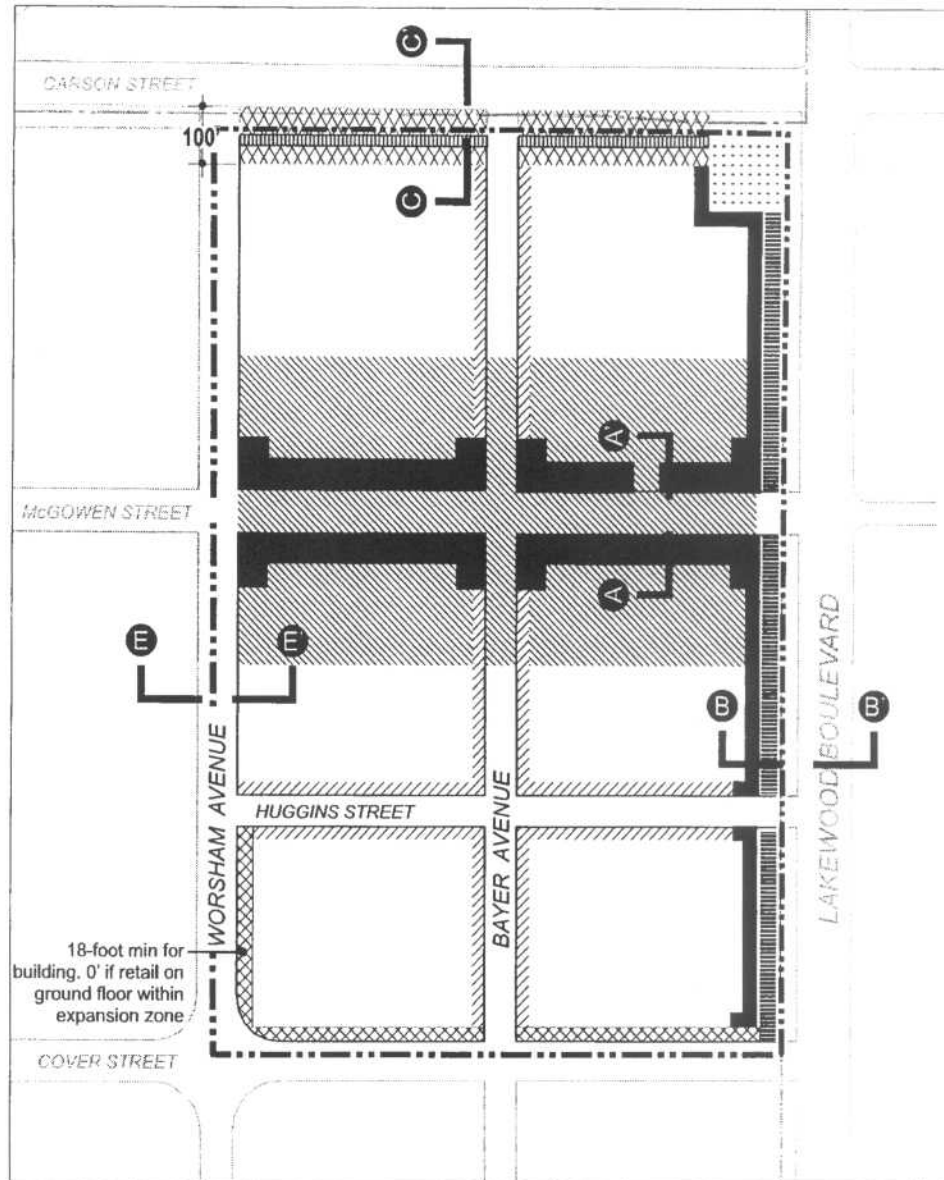 C'
CARSON STREET
100'
C
A'
McGOWEN STREET
A
E
E'
B
B'
LAKEWOOD BOULEVARD
WORSHAM AVENUE
BAYER AVENUE
HUGGINS STREET
18-foot min for
building. 0' if retail on
ground floor within
expansion zone
COVER STREET